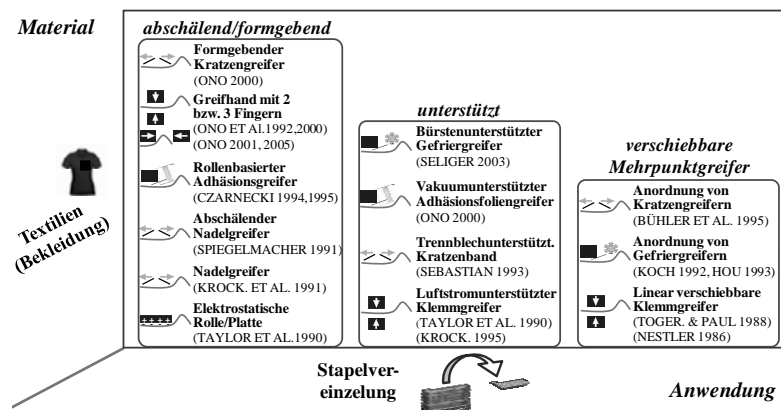 Material
abschälend/formgebend
Formgebender
Kratzengreifer
(ONO 2000)
Greifhand mit 2
bzw. 3 Fingern
(ONO ET Al.1992,2000)
(ONO 2001, 2005)
Rollenbasierter
Adhäsionsgreifer
(CZARNECKI 1994,1995)
Abschälender
Nadelgreifer
(SPIEGELMACHER 1991)
Nadelgreifer
(KROCK. ET AL. 1991)
Elektrostatische
Rolle/Platte
(TAYLOR ET AL.1990)
unterstützt
Bürstenunterstützter
Gefriergreifer
(SELIGER 2003)
Vakuumunterstützter
Adhäsionsfoliengreifer
(ONO 2000)
Trennblechunterstützt.
Kratzenband
(SEBASTIAN 1993)
Luftstromunterstützter
Klemmgreifer
(TAYLOR ET AL. 1990)
(KROCK. 1995)
verschiebbare
Mehrpunktgreifer
Anordnung von
Kratzengreifern
(BÜHLER ET AL. 1995)
Anordnung von
Gefriergreifern
(KOCH 1992, HOU 1993)
Linear verschiebbare
Klemmgreifer
(TOGER. & PAUL 1988)
(NESTLER 1986)
Textilien
(Bekleidung)
Stapelver-
einzelung
Anwendung